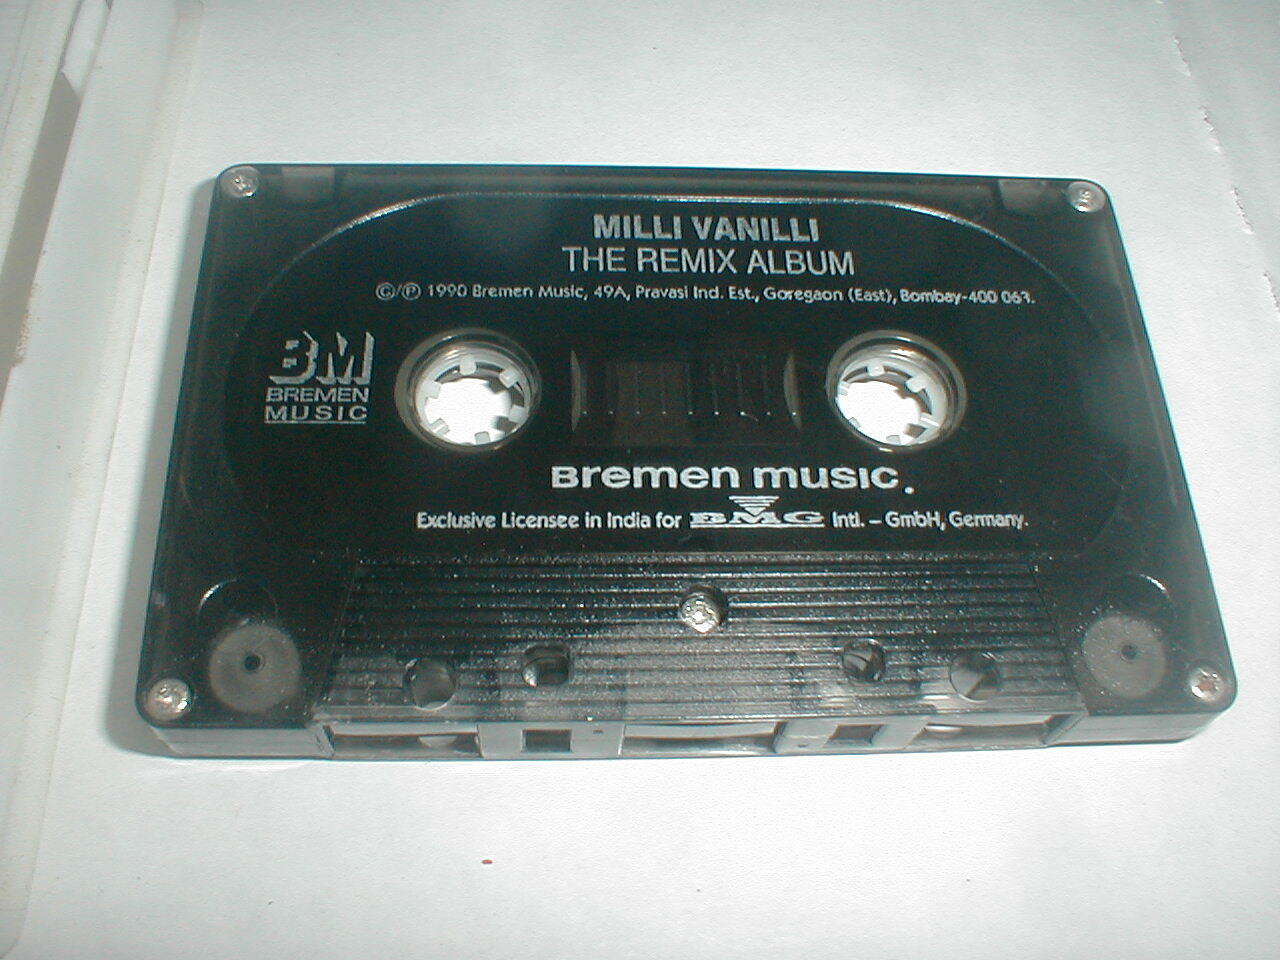 MILLI VANILLI
THE REMIX ALBUM
©/℗ 1990 Bremen Music, 49A, Pravasi Ind. Est., Goregaon (East), Bombay-400 063.
BM
BREMEN
MUSIC
Bremen music.
Exclusive Licensee in India for BMG Intl. – GmbH, Germany.